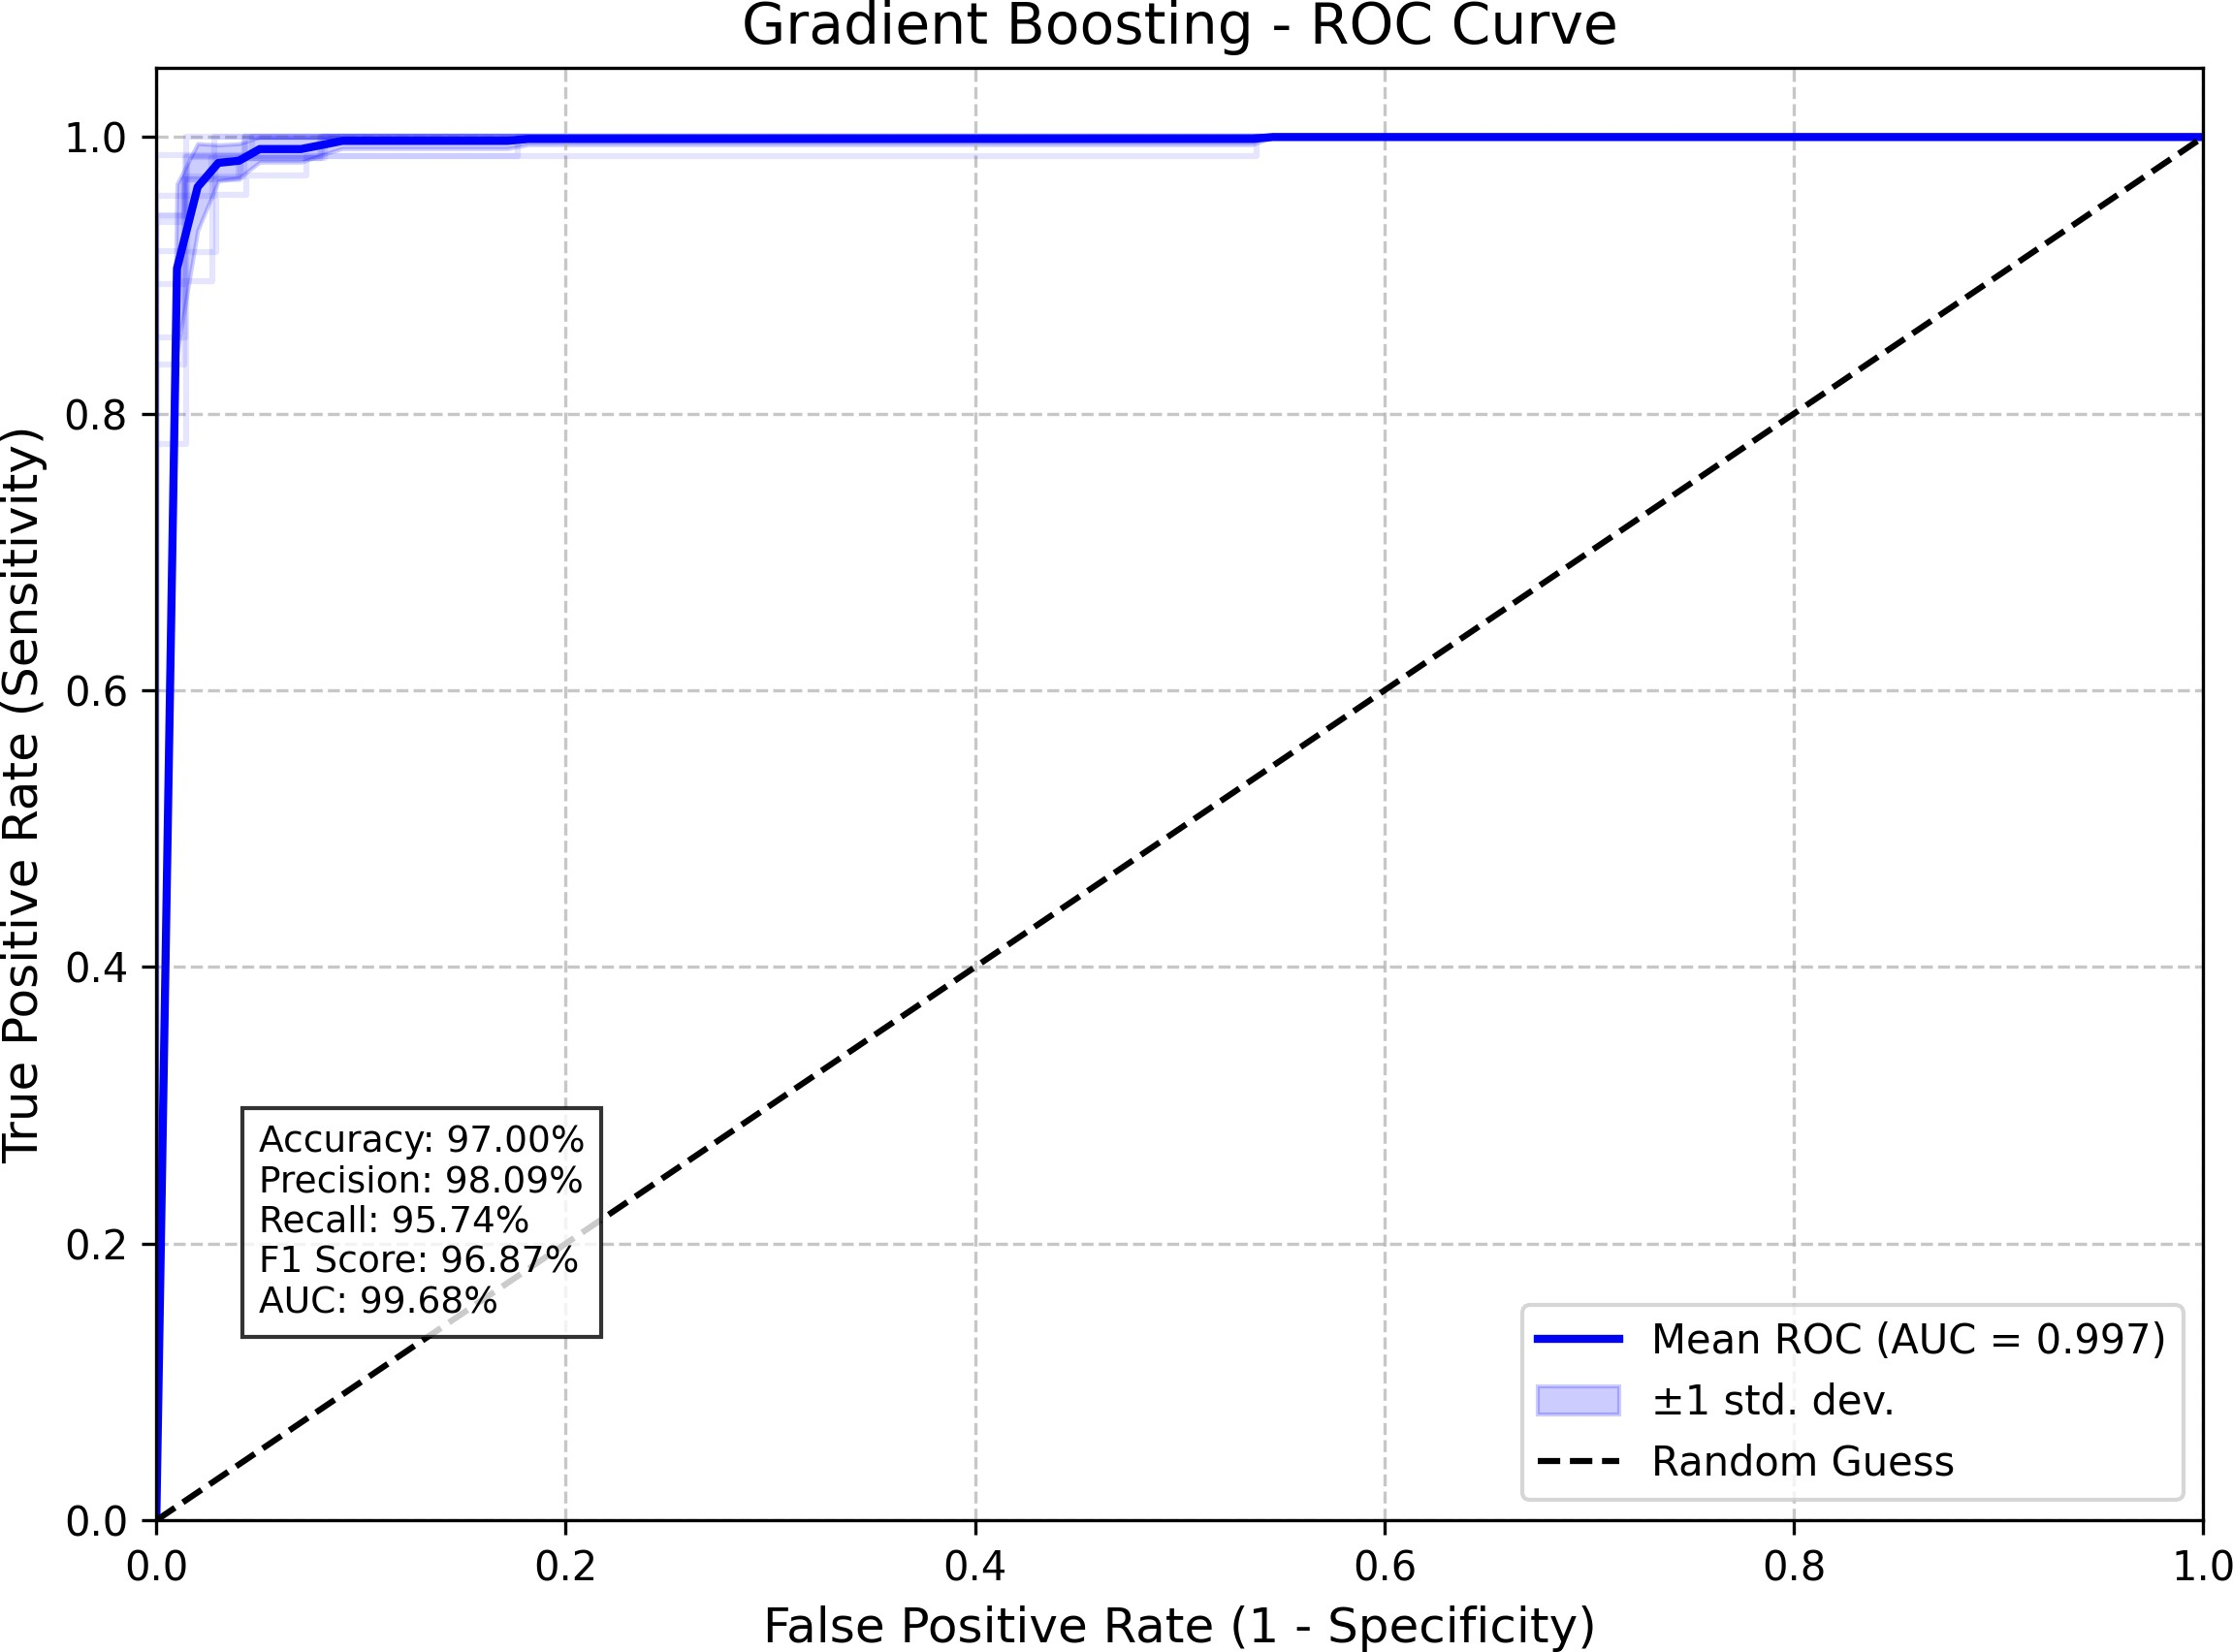 Gradient Boosting - ROC Curve
True Positive Rate (Sensitivity)
1.0
0.8
0.6
0.4
0.2
0.0
Accuracy: 97.00%
Precision: 98.09%
Recall: 95.74%
F1 Score: 96.87%
AUC: 99.68%
Mean ROC (AUC = 0.997)
±1 std. dev.
Random Guess
0.0 0.2 0.4 0.6 0.8 1.0
False Positive Rate (1 - Specificity)